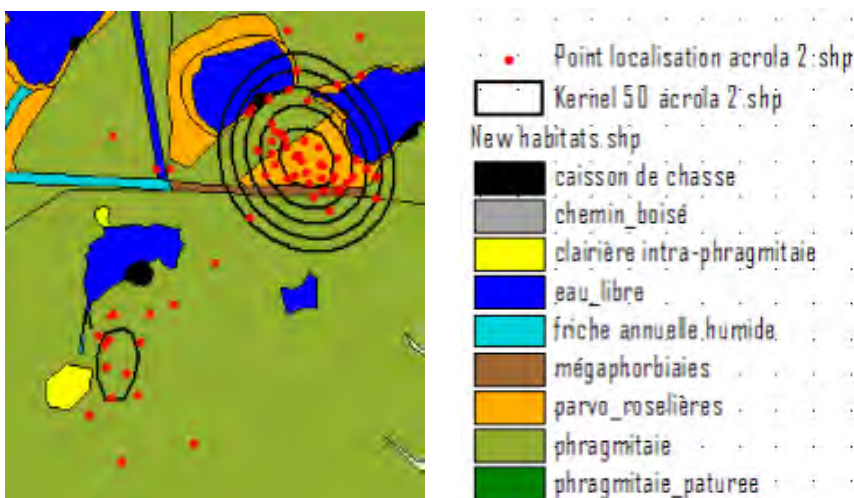 Point localisation acrola 2.shp
Kernel 50 acrola 2.shp
New habitats.shp
caisson de chasse
chemin_boisé
clairière intra-phragmitaie
eau_libre
friche annuelle humide
mégaphorbiaies
parvo_roselières
phragmitaie
phragmitaie_paturee